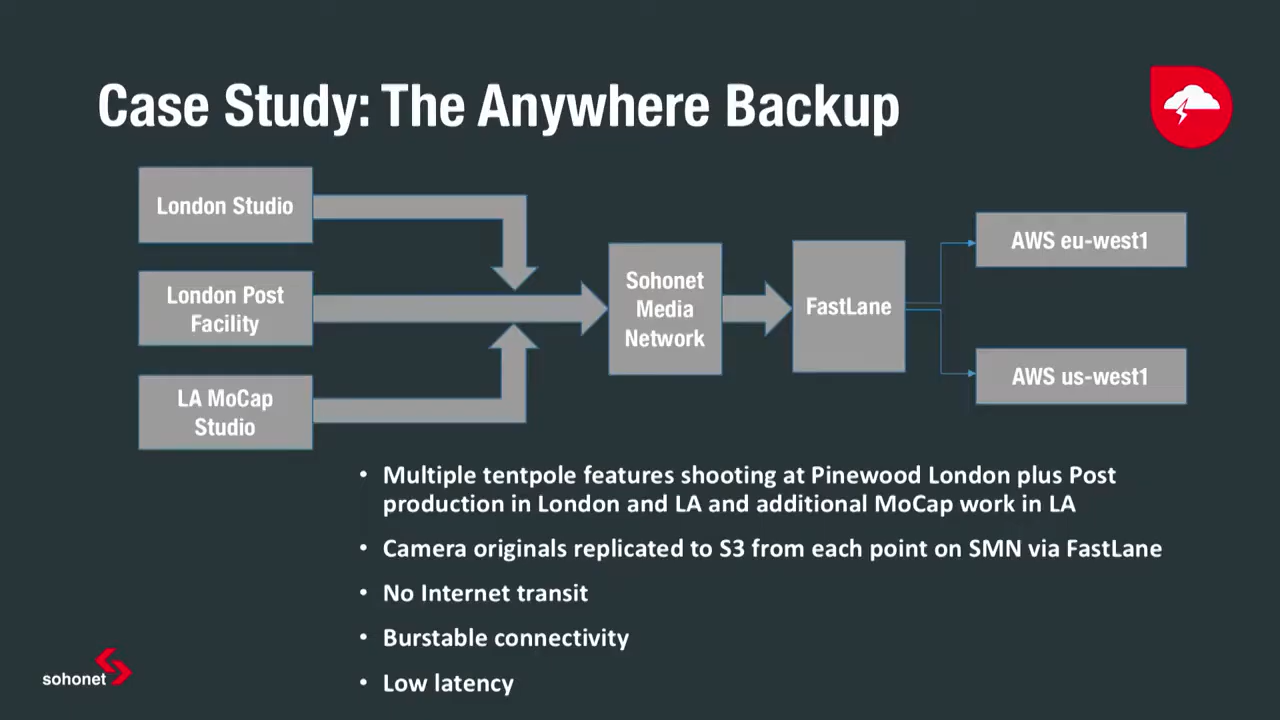 Case Study: The Anywhere Backup
London Studio
London Post
Facility
LA MoCap
Studio
Sohonet
Media
Network
FastLane
AWS eu-west1
AWS us-west1
• Multiple tentpole features shooting at Pinewood London plus Post
production in London and LA and additional MoCap work in LA
• Camera originals replicated to S3 from each point on SMN via FastLane
• No Internet transit
• Burstable connectivity
• Low latency
sohonet